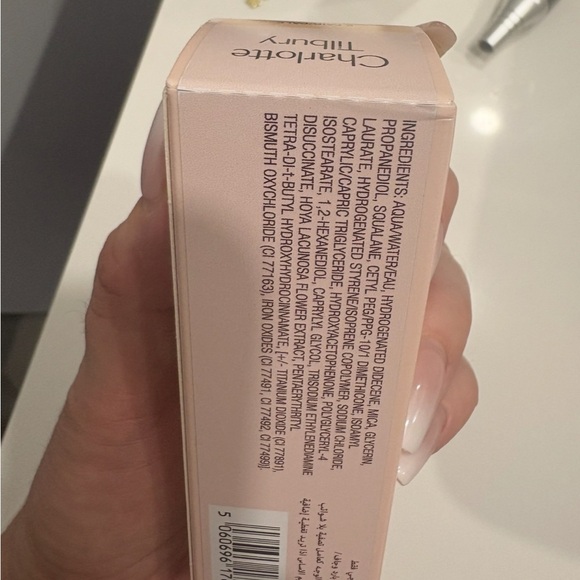 Charlotte
Tilbury
INGREDIENTS: AQUA/WATER/EAU, HYDROGENATED DIDECENE, MICA, GLYCERIN,
PROPANEDIOL, SQUALANE, CETYL PEG/PPG-10/1 DIMETHICONE, ISOAMYL
LAURATE, HYDROGENATED STYRENE/ISOPRENE COPOLYMER, SODIUM CHLORIDE,
CAPRYLIC/CAPRIC TRIGLYCERIDE, HYDROXYACETOPHENONE, POLYGLYCERYL-4
ISOSTEARATE, 1,2-HEXANEDIOL, CAPRYLYL GLYCOL, TRISODIUM ETHYLENEDIAMINE
DISUCCINATE, HOYA LACUNOSA FLOWER EXTRACT, PENTAERYTHRITYL
TETRA-DI-t-BUTYL HYDROXYHYDROCINNAMATE, [+/- TITANIUM DIOXIDE (CI 77891),
BISMUTH OXYCHLORIDE (CI 77163), IRON OXIDES (CI 77491, CI 77492, CI 77499)].